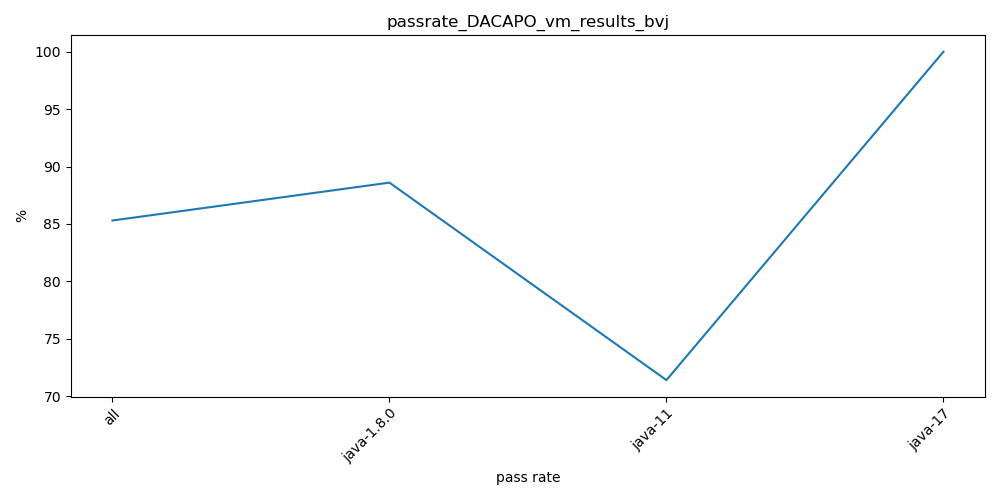 passrate_DACAPO_vm_results_bvj
100
95
90
85
80
75
70
%
all
java-1.8.0
java-11
java-17
pass rate